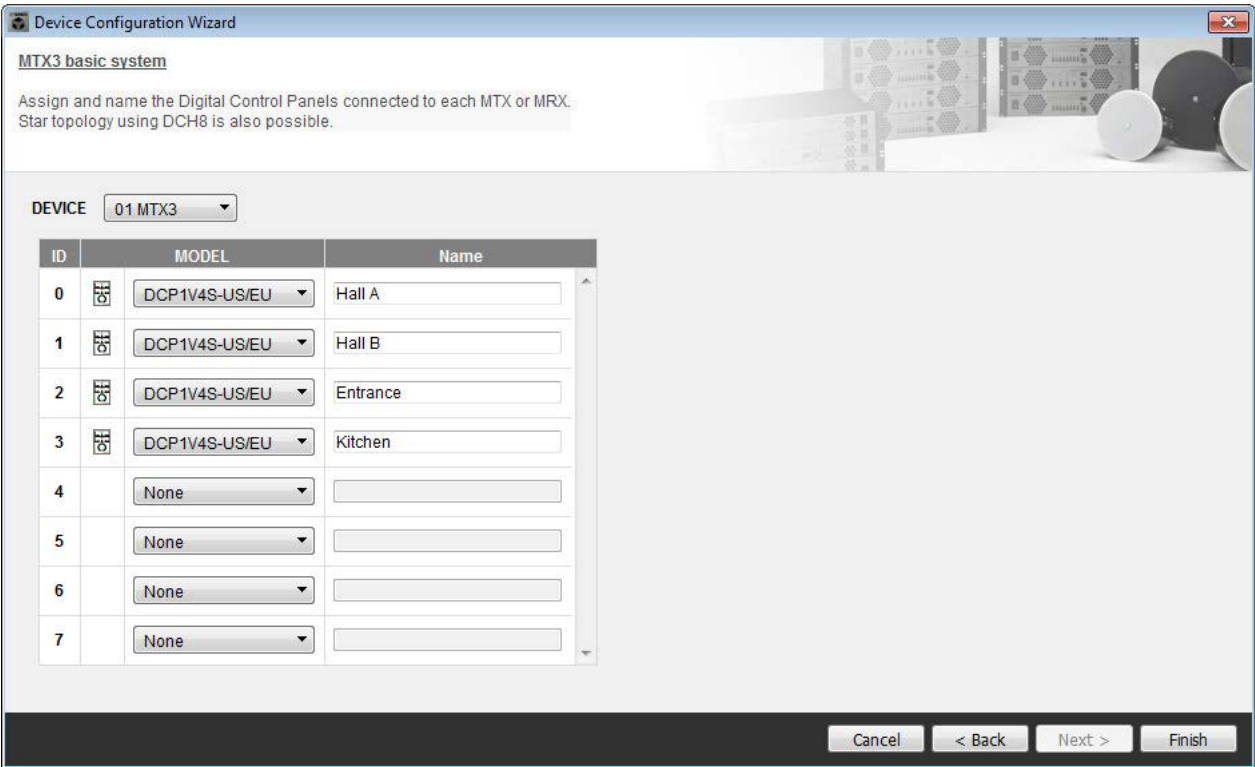 Device Configuration Wizard
MTX3 basic system
Assign and name the Digital Control Panels connected to each MTX or MRX.
Star topology using DCH8 is also possible.
DEVICE 01 MTX3
ID MODEL Name
0 DCP1V4S-US/EU Hall A
1 DCP1V4S-US/EU Hall B
2 DCP1V4S-US/EU Entrance
3 DCP1V4S-US/EU Kitchen
4 None
5 None
6 None
7 None
Cancel < Back Next > Finish